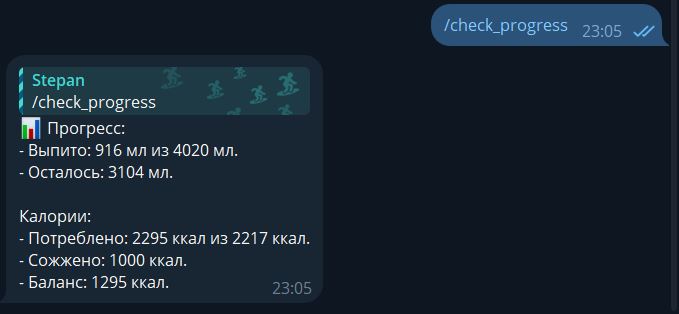 /check_progress 23:05
Stepan
/check_progress
📊 Прогресс:
- Выпито: 916 мл из 4020 мл.
- Осталось: 3104 мл.
Калории:
- Потреблено: 2295 ккал из 2217 ккал.
- Сожжено: 1000 ккал.
- Баланс: 1295 ккал.
23:05